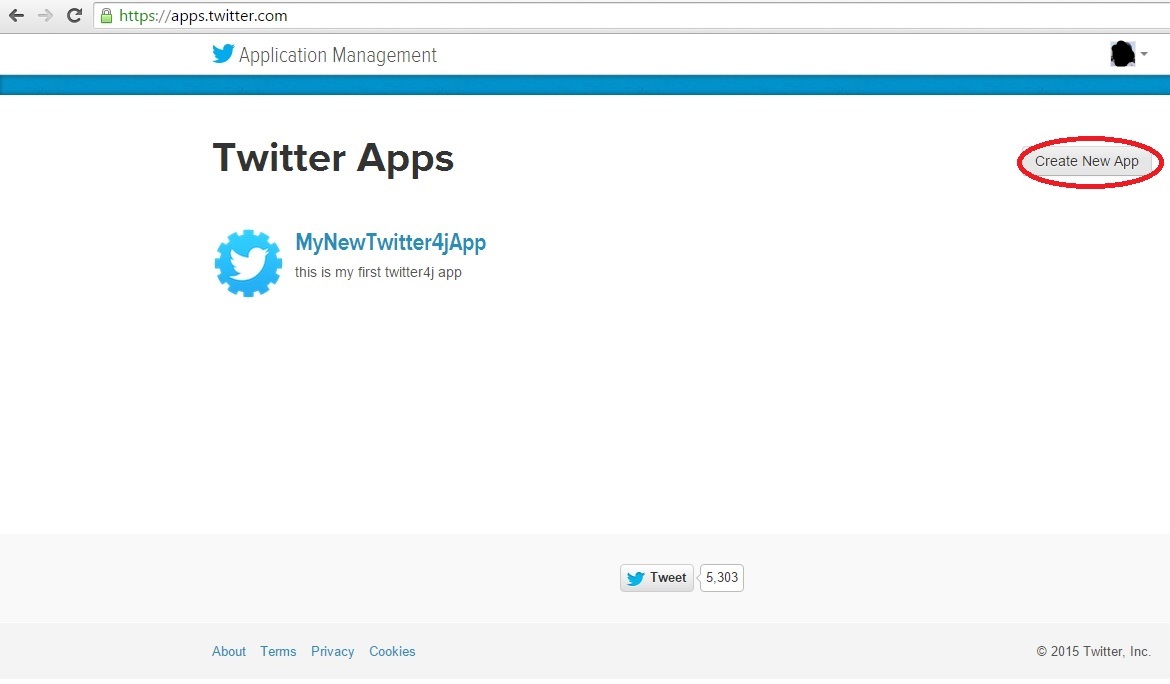 https://apps.twitter.com
Application Management
Twitter Apps
Create New App
MyNewTwitter4jApp
this is my first twitter4j app
Tweet 5,303
About Terms Privacy Cookies
© 2015 Twitter, Inc.